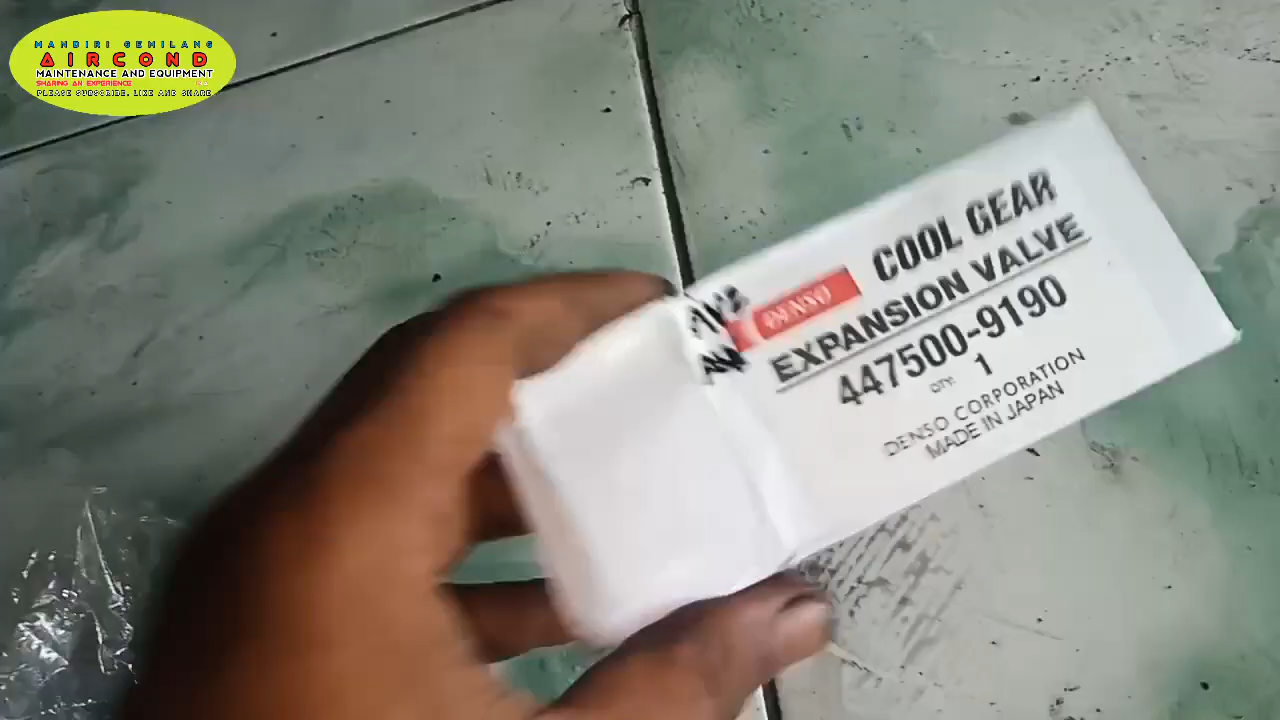 MANDIRI GEMILANG
AIRCOND
MAINTENANCE AND EQUIPMENT
SHARING AN EXPERIENCE
PLEASE SUBSCRIBE, LIKE AND SHARE
DENSO COOL GEAR
EXPANSION VALVE
447500-9190
QTY: 1
DENSO CORPORATION
MADE IN JAPAN